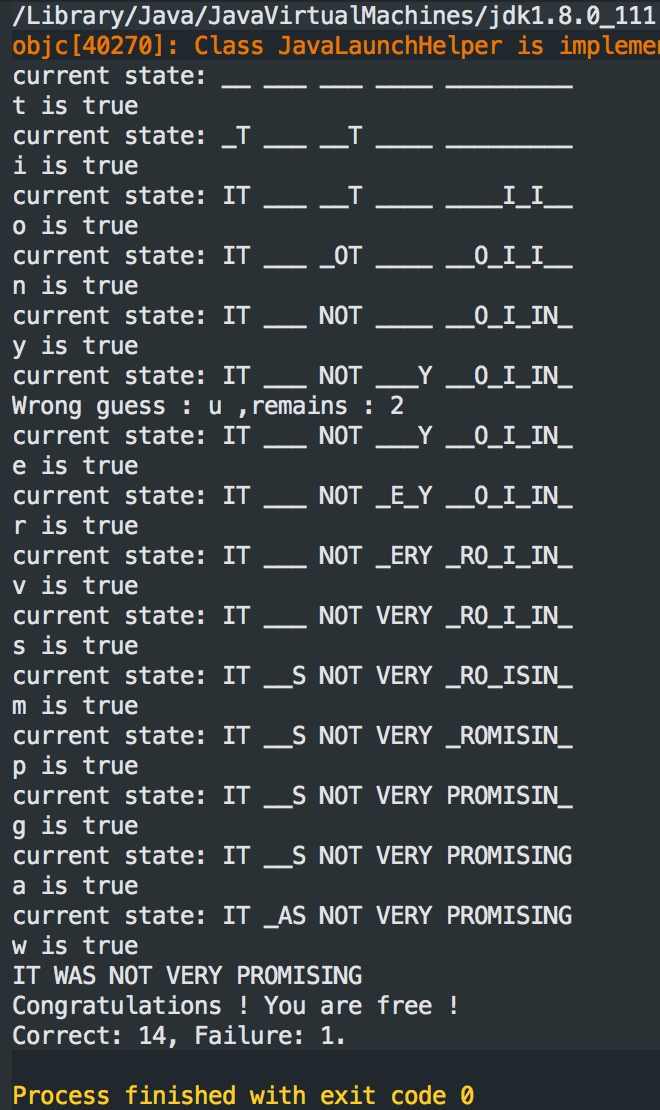 /Library/Java/JavaVirtualMachines/jdk1.8.0_111
objc[40270]: Class JavaLaunchHelper is implemen
current state: __ ___ ___ ____ _________
t is true
current state: _T ___ __T ____ _________
i is true
current state: IT ___ __T ____ ____I_I__
o is true
current state: IT ___ _OT ____ __O_I_I__
n is true
current state: IT ___ NOT ____ __O_I_IN_
y is true
current state: IT ___ NOT ___Y __O_I_IN_
Wrong guess : u ,remains : 2
current state: IT ___ NOT ___Y __O_I_IN_
e is true
current state: IT ___ NOT _E_Y __O_I_IN_
r is true
current state: IT ___ NOT _ERY _RO_I_IN_
v is true
current state: IT ___ NOT VERY _RO_I_IN_
s is true
current state: IT __S NOT VERY _RO_ISIN_
m is true
current state: IT __S NOT VERY _ROMISIN_
p is true
current state: IT __S NOT VERY PROMISIN_
g is true
current state: IT __S NOT VERY PROMISING
a is true
current state: IT _AS NOT VERY PROMISING
w is true
IT WAS NOT VERY PROMISING
Congratulations ! You are free !
Correct: 14, Failure: 1.
Process finished with exit code 0